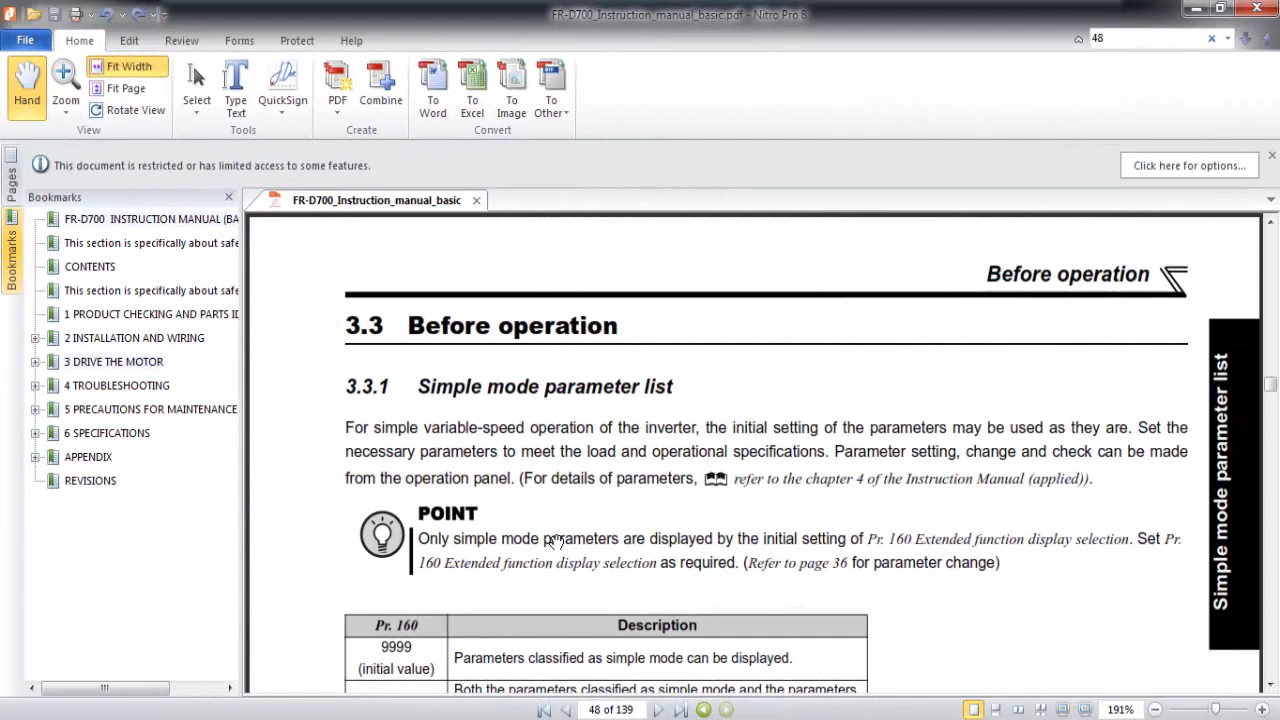 FR-D700_Instruction_manual_basic.pdf - Nitro Pro 8
File Home Edit Review Forms Protect Help
48
Hand
Zoom
Fit Width
Fit Page
Rotate View
View
Select
Type Text
QuickSign
Tools
PDF
Combine
Create
To Word
To Excel
To Image
To Other
Convert
This document is restricted or has limited access to some features.
Click here for options...
Pages
Bookmarks
Bookmarks
FR-D700 INSTRUCTION MANUAL (BA
This section is specifically about safe
CONTENTS
This section is specifically about safe
1 PRODUCT CHECKING AND PARTS ID
2 INSTALLATION AND WIRING
3 DRIVE THE MOTOR
4 TROUBLESHOOTING
5 PRECAUTIONS FOR MAINTENANCE
6 SPECIFICATIONS
APPENDIX
REVISIONS
FR-D700_Instruction_manual_basic
Before operation
3.3 Before operation
3.3.1 Simple mode parameter list
For simple variable-speed operation of the inverter, the initial setting of the parameters may be used as they are. Set the
necessary parameters to meet the load and operational specifications. Parameter setting, change and check can be made
from the operation panel. (For details of parameters, refer to the chapter 4 of the Instruction Manual (applied)).
POINT
Only simple mode parameters are displayed by the initial setting of Pr. 160 Extended function display selection. Set Pr.
160 Extended function display selection as required. (Refer to page 36 for parameter change)
Pr. 160 Description
9999
(initial value)
Parameters classified as simple mode can be displayed.
Both the parameters classified as simple mode and the parameters
Simple mode parameter list
48 of 139
191%